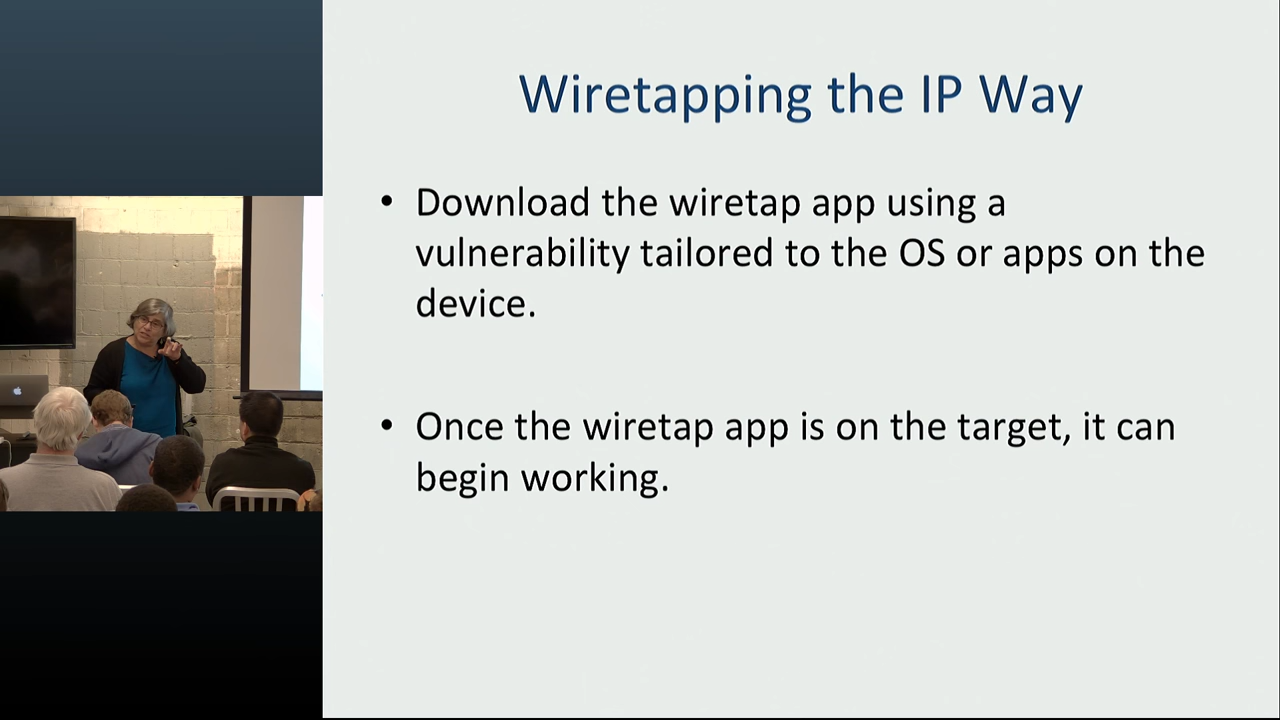 Wiretapping the IP Way
• Download the wiretap app using a
vulnerability tailored to the OS or apps on the
device.
• Once the wiretap app is on the target, it can
begin working.